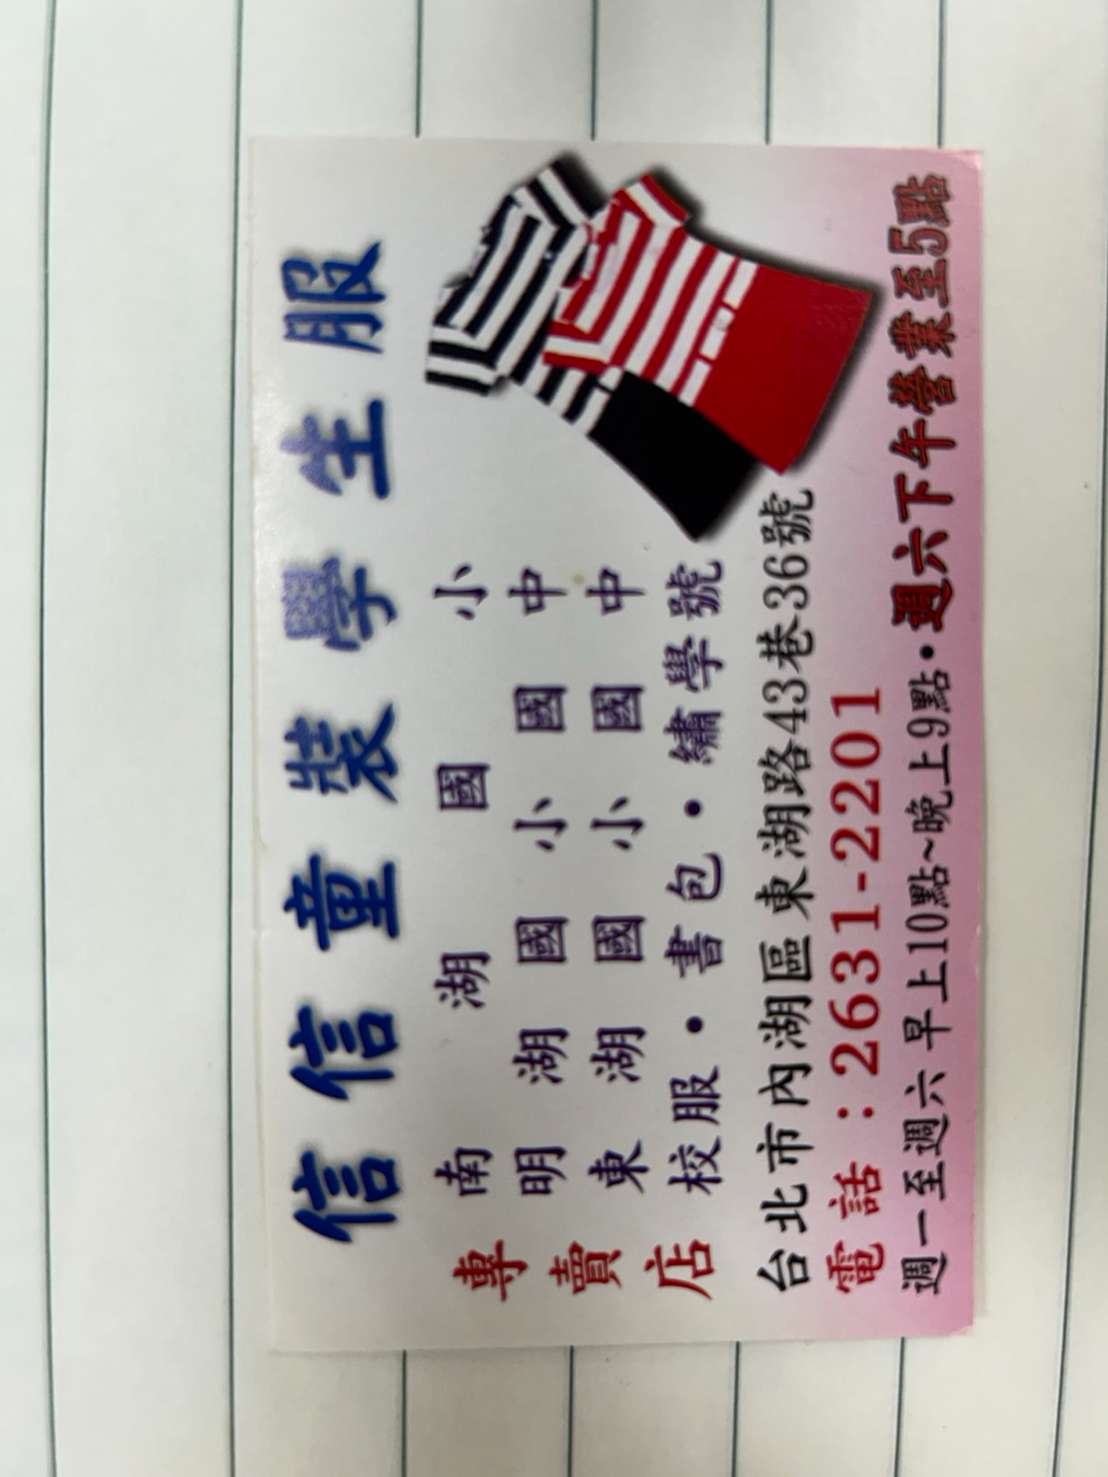 信信童裝學生服
專賣店
南湖國小
明湖國小國中
東湖國小國中
校服・書包・繡學號
台北市內湖區東湖路43巷36號
電話：2631-2201
週一至週六 早上10點~晚上9點・週六下午營業至5點